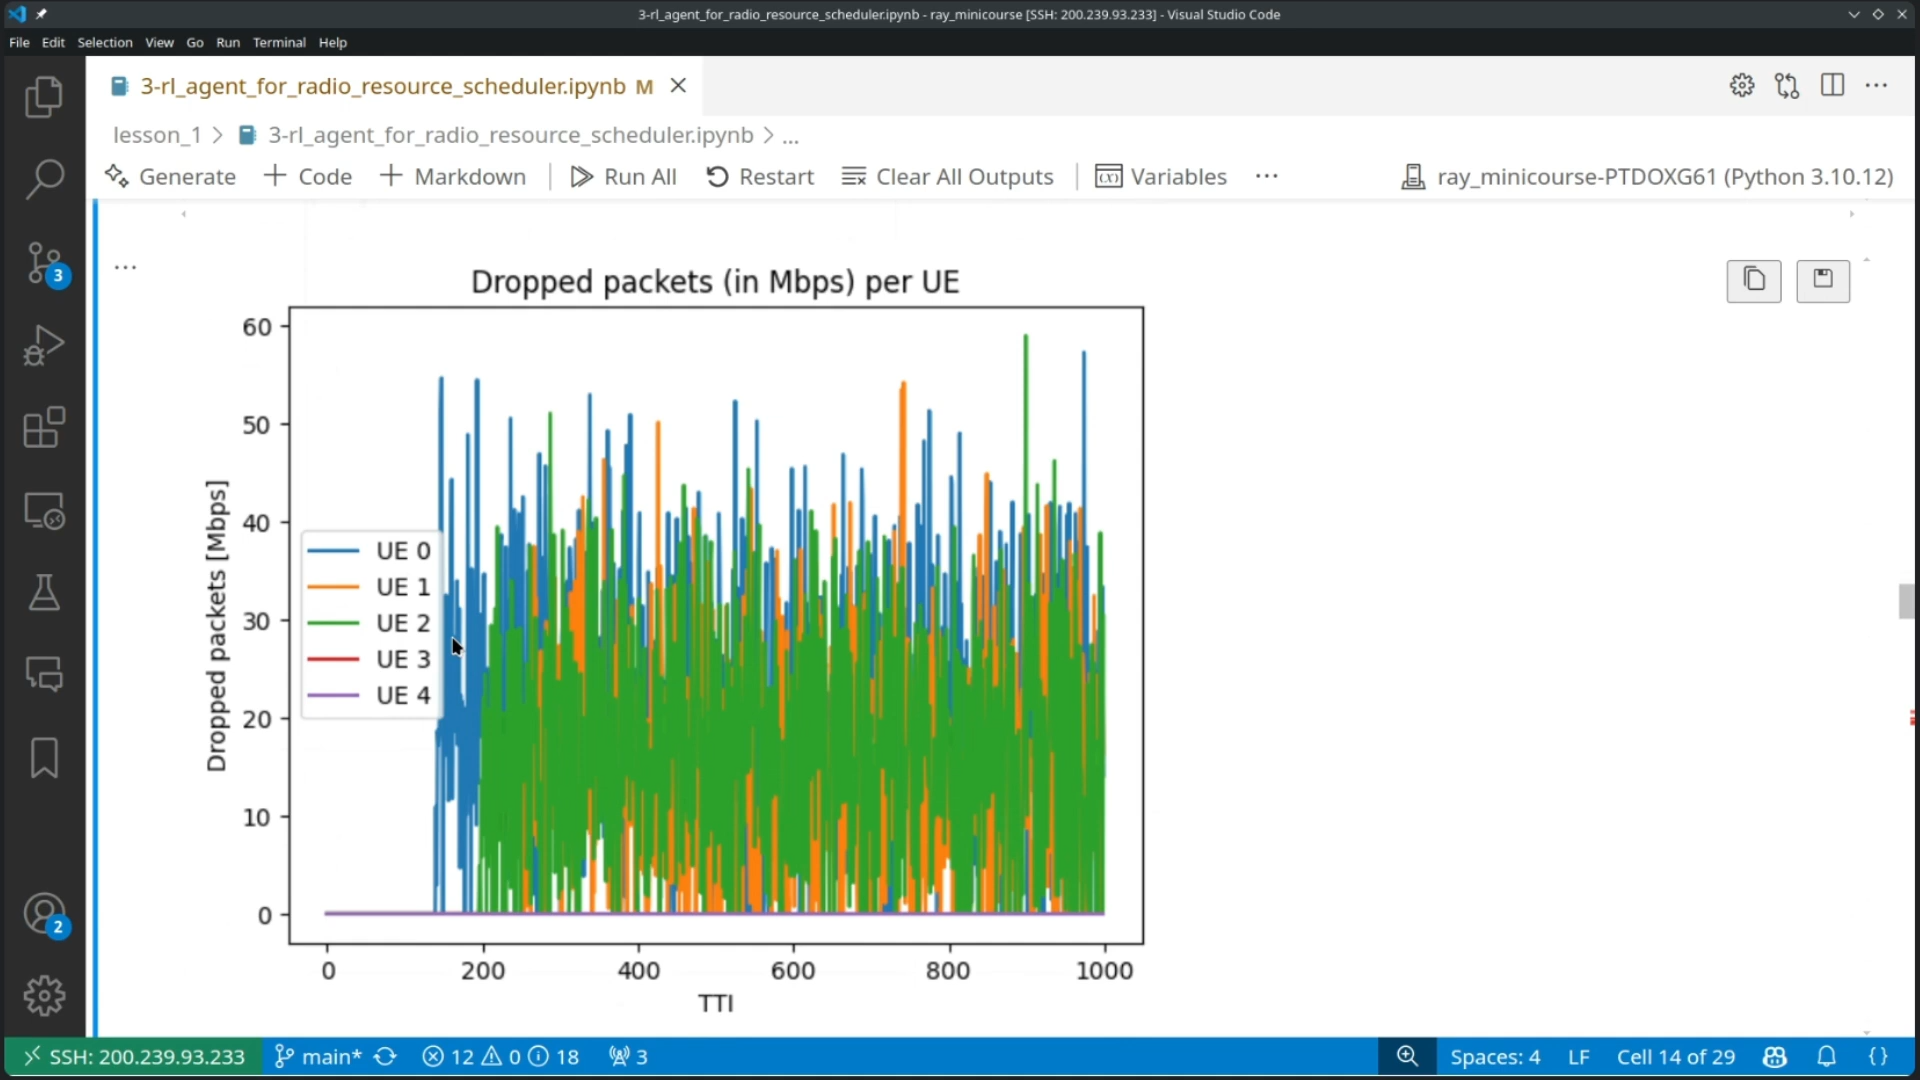 3-rl_agent_for_radio_resource_scheduler.ipynb - ray_minicourse [SSH: 200.239.93.233] - Visual Studio Code
File Edit Selection View Go Run Terminal Help
3-rl_agent_for_radio_resource_scheduler.ipynb M
lesson_1 > 3-rl_agent_for_radio_resource_scheduler.ipynb > ...
Generate + Code + Markdown Run All Restart Clear All Outputs Variables ... ray_minicourse-PTDOXG61 (Python 3.10.12)
3
...
Dropped packets (in Mbps) per UE
Dropped packets [Mbps]
60
50
40
30
20
10
0
UE 0
UE 1
UE 2
UE 3
UE 4
0 200 400 600 800 1000
TTI
2
SSH: 200.239.93.233 main* 12 0 18 3 Spaces: 4 LF Cell 14 of 29 {}